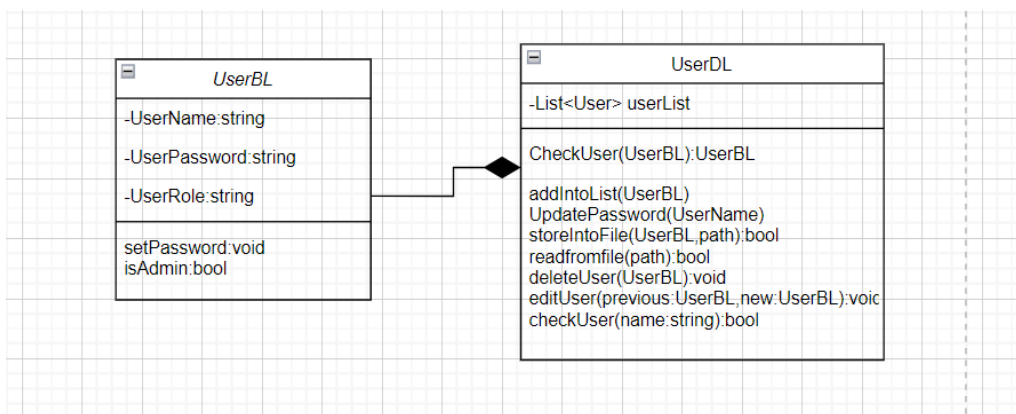 UserBL
-UserName:string
-UserPassword:string
-UserRole:string
setPassword:void
isAdmin:bool
UserDL
-List<User> userList
CheckUser(UserBL):UserBL
addIntoList(UserBL)
UpdatePassword(UserName)
storeIntoFile(UserBL,path):bool
readfromfile(path):bool
deleteUser(UserBL):void
editUser(previous:UserBL,new:UserBL):void
checkUser(name:string):bool